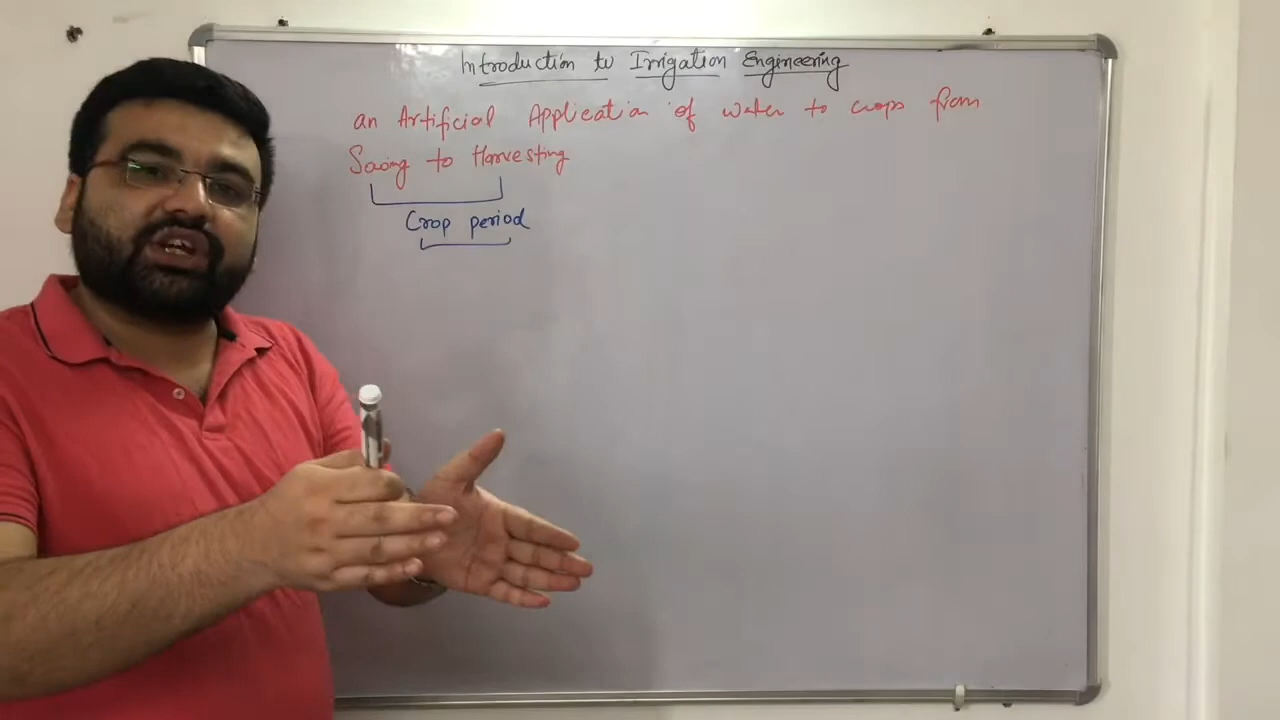 Introduction to Irrigation Engineering
an Artificial Application of water to crops from
Sowing to Harvesting
Crop period